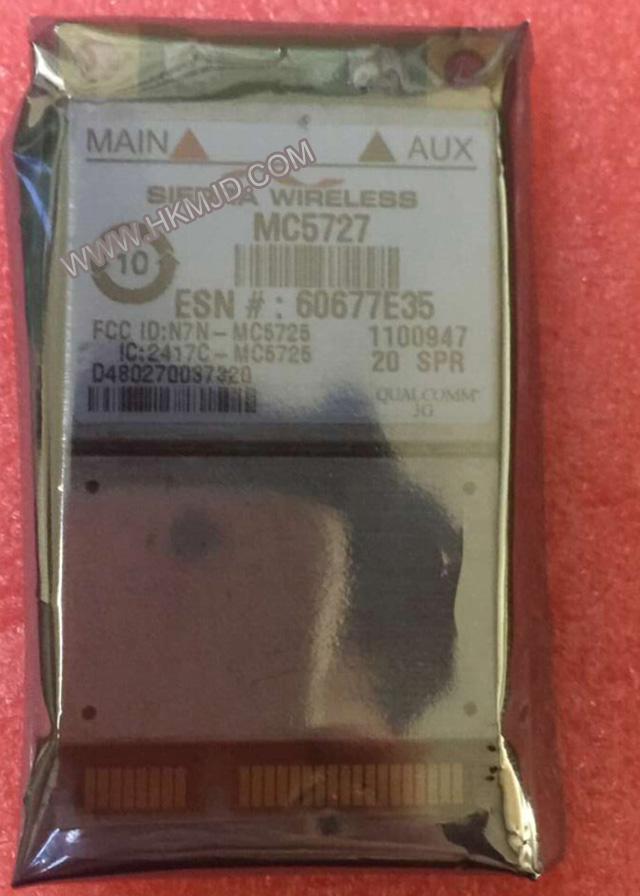 MAIN AUX
SIERRA WIRELESS
MC5727
10
ESN # : 60677E35
FCC ID:N7N-MC5725 1100947
IC:2417C-MC5725 20 SPR
D480270037320
QUALCOMM
3G
WWW.HKMJD.COM